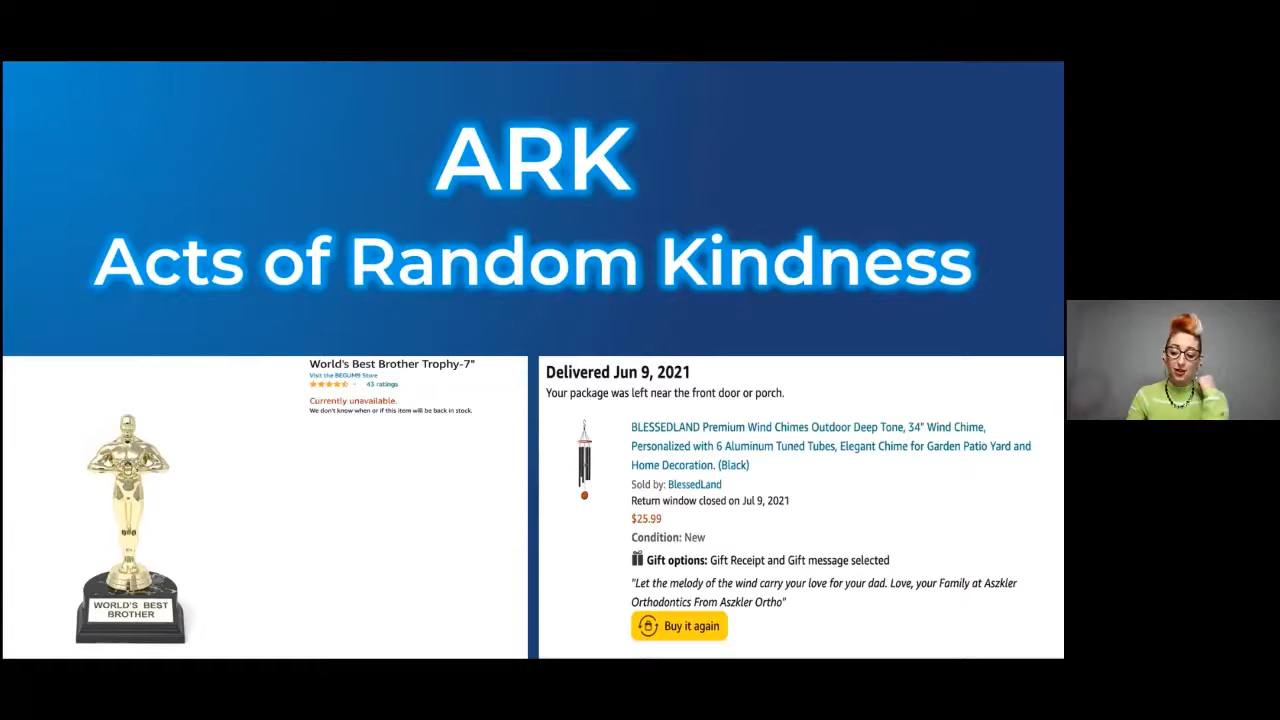 ARK
Acts of Random Kindness
World's Best Brother Trophy-7"
Visit the BEGUM9 Store
43 ratings
Currently unavailable.
We don't know when or if this item will be back in stock.
WORLD'S BEST
BROTHER
Delivered Jun 9, 2021
Your package was left near the front door or porch.
BLESSEDLAND Premium Wind Chimes Outdoor Deep Tone, 34" Wind Chime,
Personalized with 6 Aluminum Tuned Tubes, Elegant Chime for Garden Patio Yard and
Home Decoration. (Black)
Sold by: BlessedLand
Return window closed on Jul 9, 2021
$25.99
Condition: New
Gift options: Gift Receipt and Gift message selected
"Let the melody of the wind carry your love for your dad. Love, your Family at Aszkler
Orthodontics From Aszkler Ortho"
Buy it again